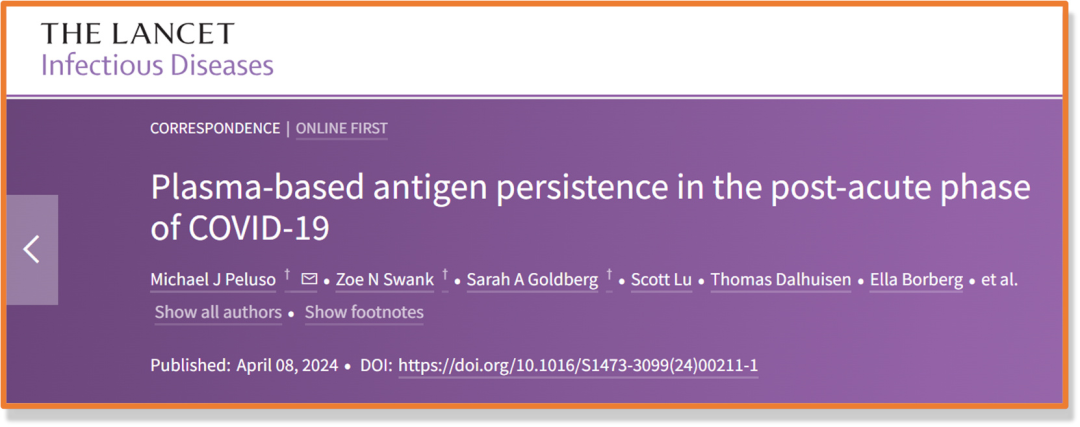 THE LANCET
Infectious Diseases
CORRESPONDENCE | ONLINE FIRST
Plasma-based antigen persistence in the post-acute phase
of COVID-19
Michael J Peluso † • Zoe N Swank † • Sarah A Goldberg † • Scott Lu • Thomas Dalhuisen • Ella Borberg • et al.
Show all authors • Show footnotes
Published: April 08, 2024 • DOI: https://doi.org/10.1016/S1473-3099(24)00211-1